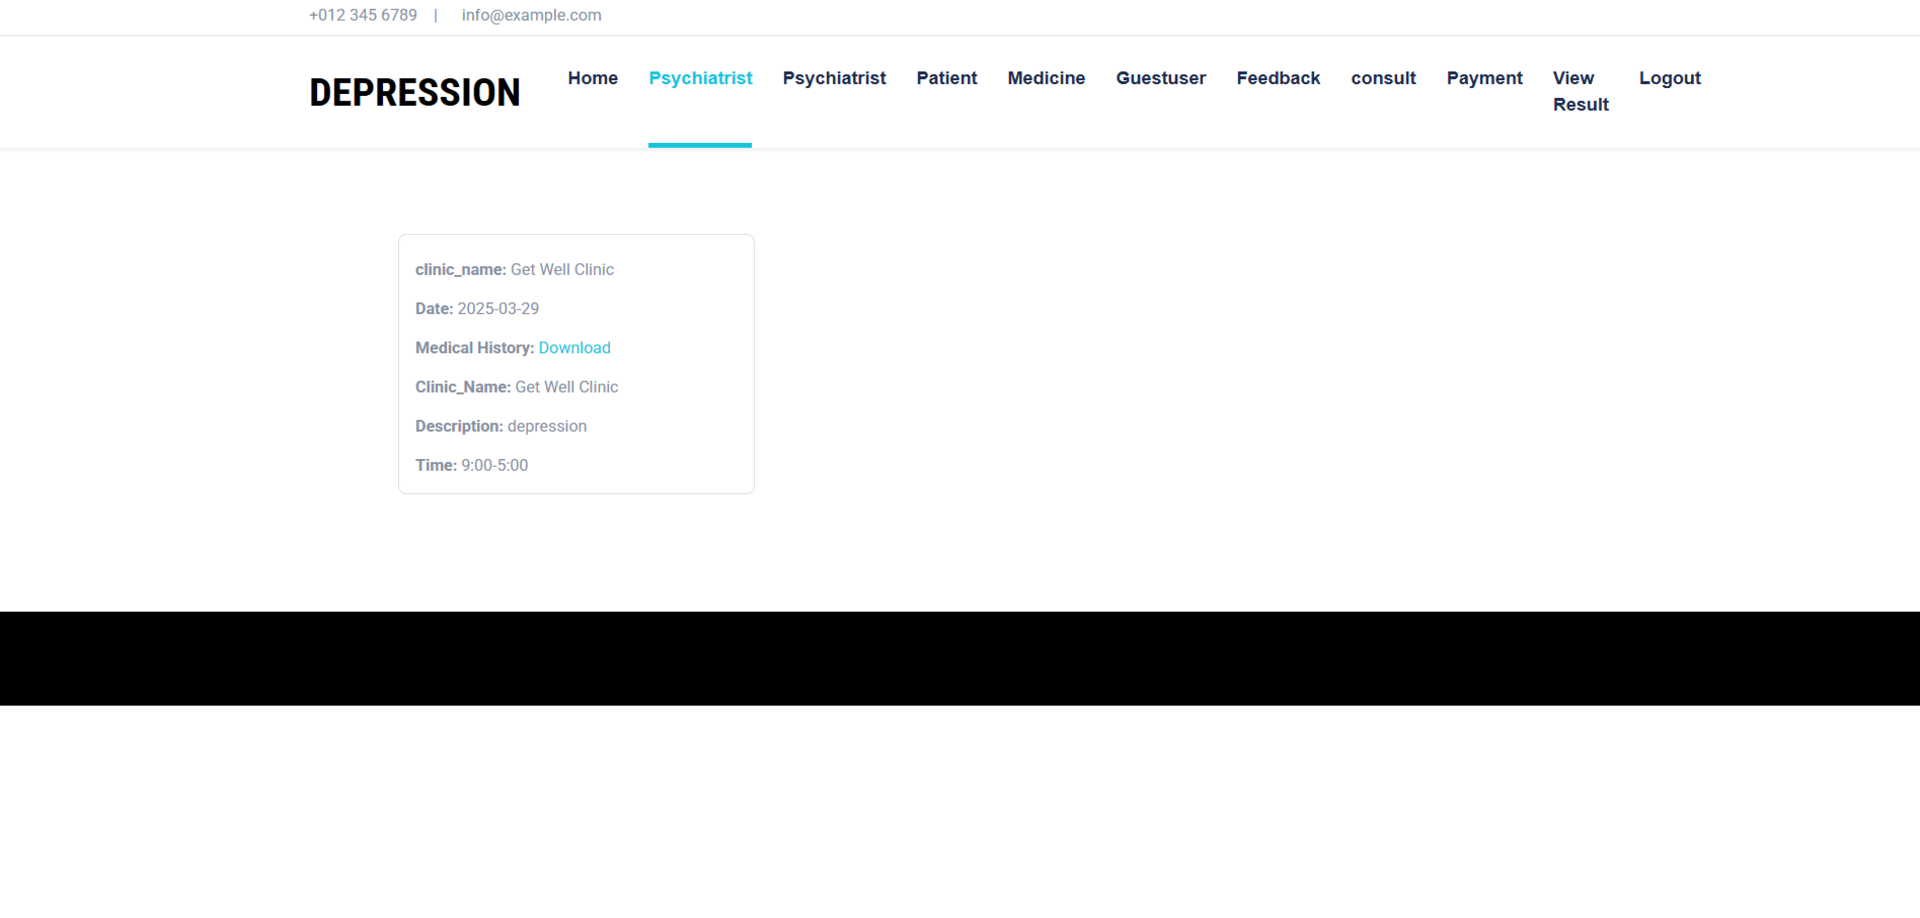 +012 345 6789 | info@example.com
DEPRESSION
Home Psychiatrist Psychiatrist Patient Medicine Guestuser Feedback consult Payment View Result Logout
clinic_name: Get Well Clinic
Date: 2025-03-29
Medical History: Download
Clinic_Name: Get Well Clinic
Description: depression
Time: 9:00-5:00